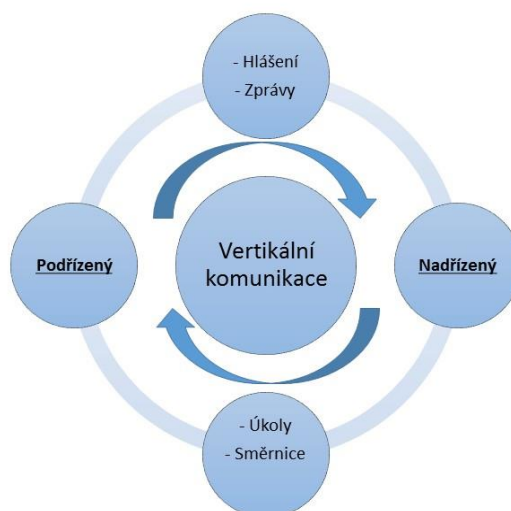 - Hlášení
- Zprávy
Podřízený
Vertikální
komunikace
Nadřízený
- Úkoly
- Směrnice